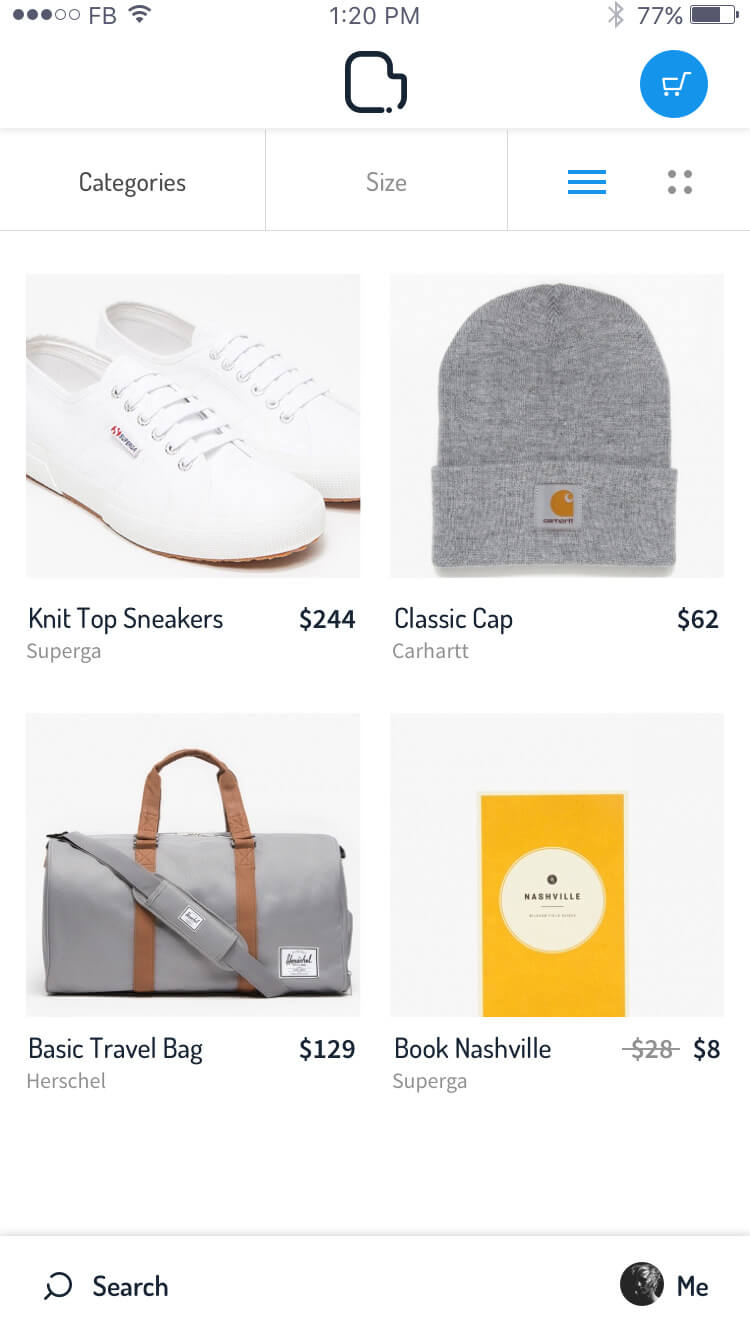 FB 1:20 PM 77%
Categories Size
SUPERGA
carhartt
Knit Top Sneakers $244 Classic Cap $62
Superga Carhartt
Herschel
NASHVILLE
Basic Travel Bag $129 Book Nashville $28 $8
Herschel Superga
Search Me